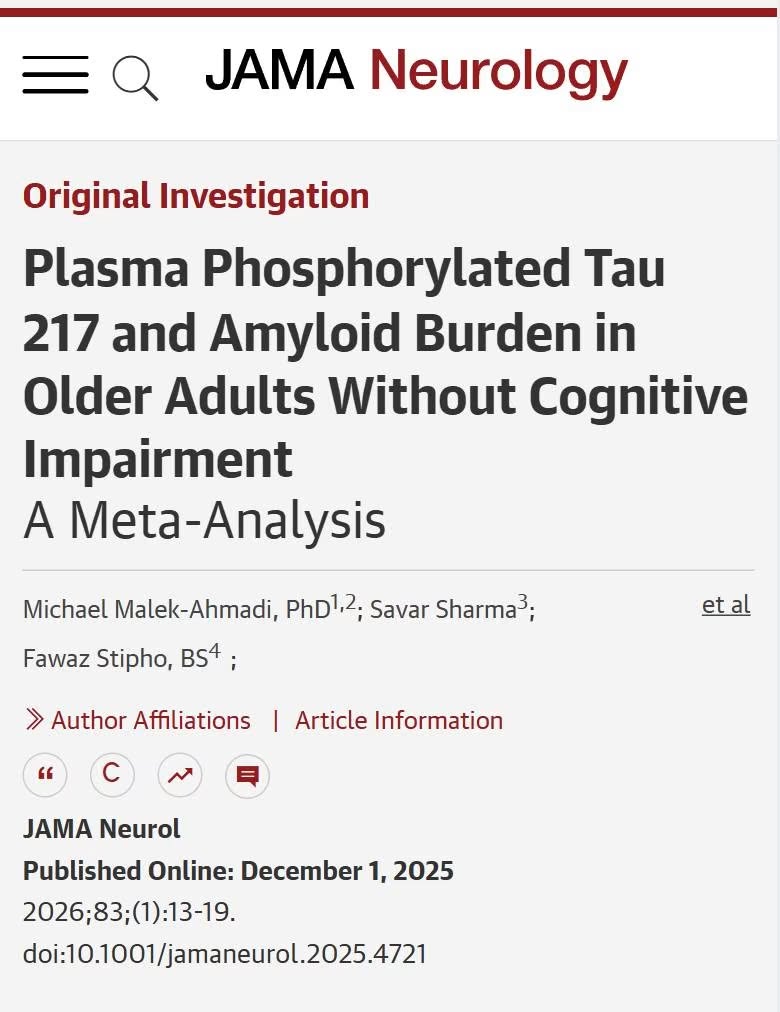 JAMA Neurology
Original Investigation
Plasma Phosphorylated Tau
217 and Amyloid Burden in
Older Adults Without Cognitive
Impairment
A Meta-Analysis
Michael Malek-Ahmadi, PhD1,2; Savar Sharma3; et al
Fawaz Stipho, BS4 ;
Author Affiliations | Article Information
“ C
JAMA Neurol
Published Online: December 1, 2025
2026;83;(1):13-19.
doi:10.1001/jamaneurol.2025.4721